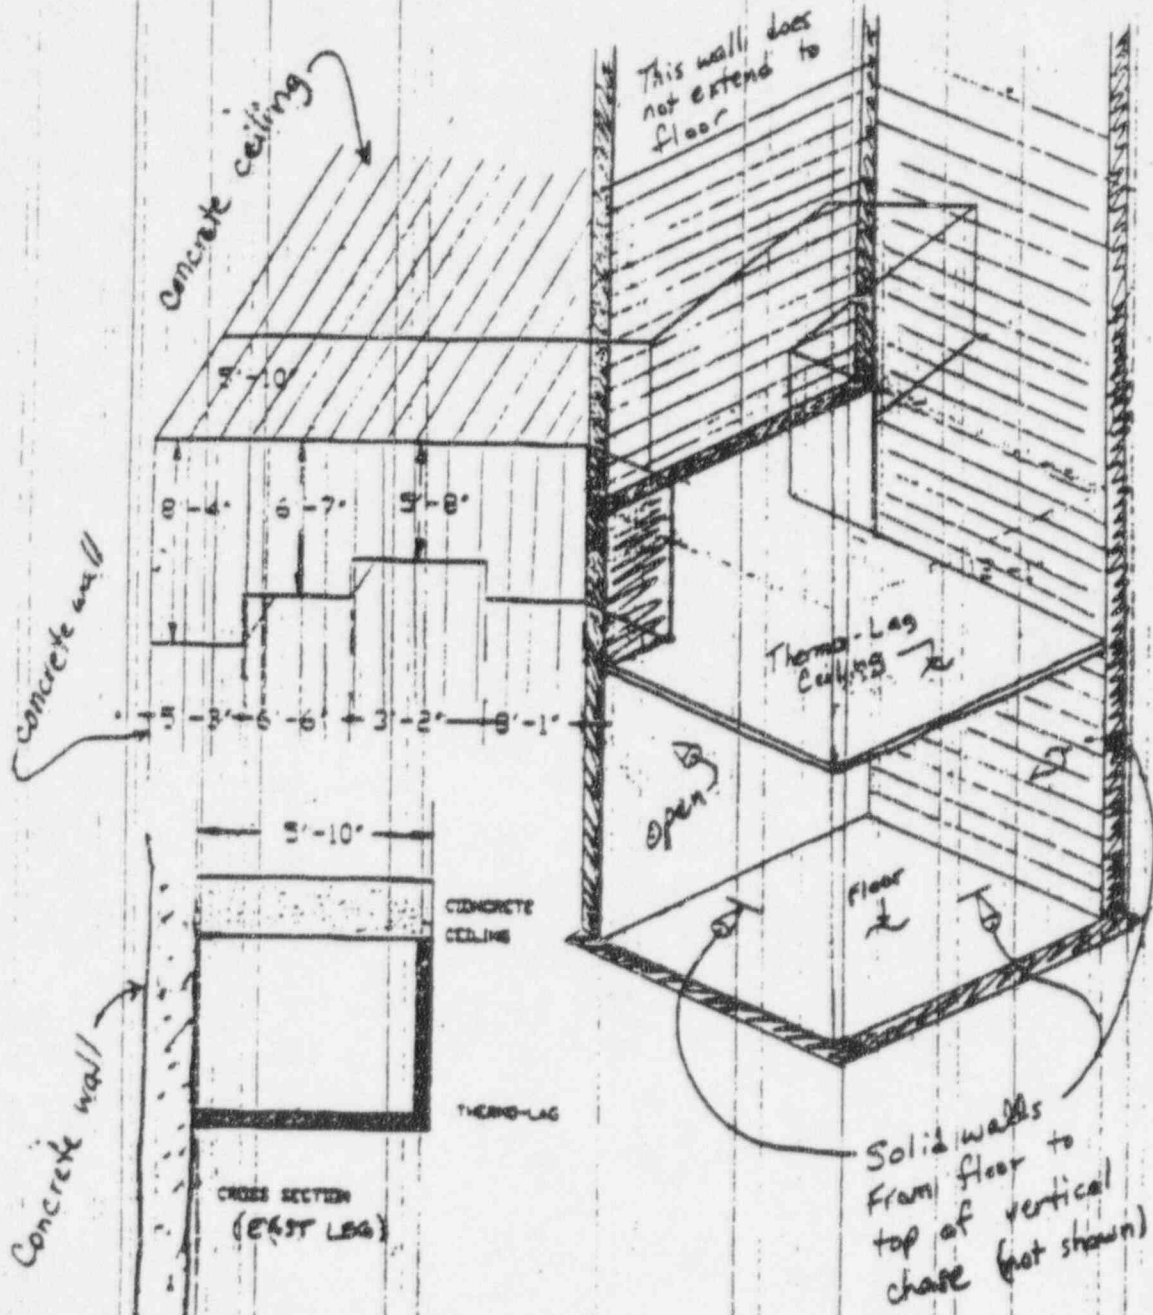 This wall does
not extend to
floor
concrete ceiling
5'-10"
8'-4"
6'-7"
5'-8"
concrete wall
5'-3" 6'-6" 3'-2" 8'-1"
Thermo-Lag
Ceiling
Open
Floor
5'-10"
CONCRETE
CEILING
Concrete wall
THERMO-LAG
CROSS SECTION
(EAST LEG)
Solid walls
From floor to
top of vertical
chase (not shown)